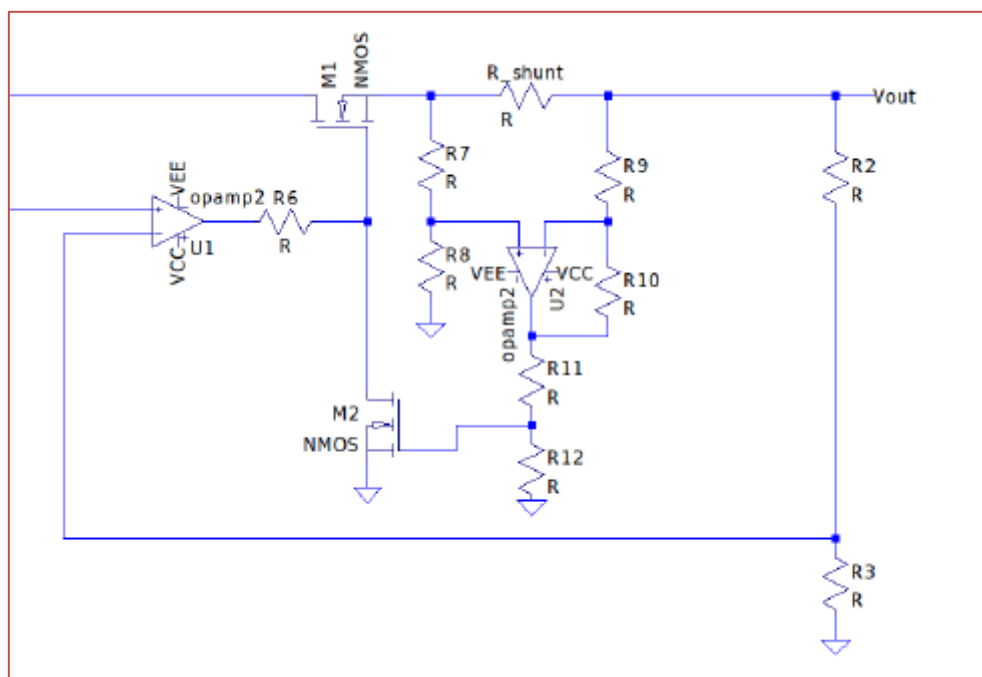 M1
NMOS
R_shunt
R
Vout
R7
R
R9
R
R2
R
VEE
opamp2
R6
R
VCC
U1
R8
R
VEE
VCC
opamp2
U2
R10
R
R11
R
M2
NMOS
R12
R
R3
R